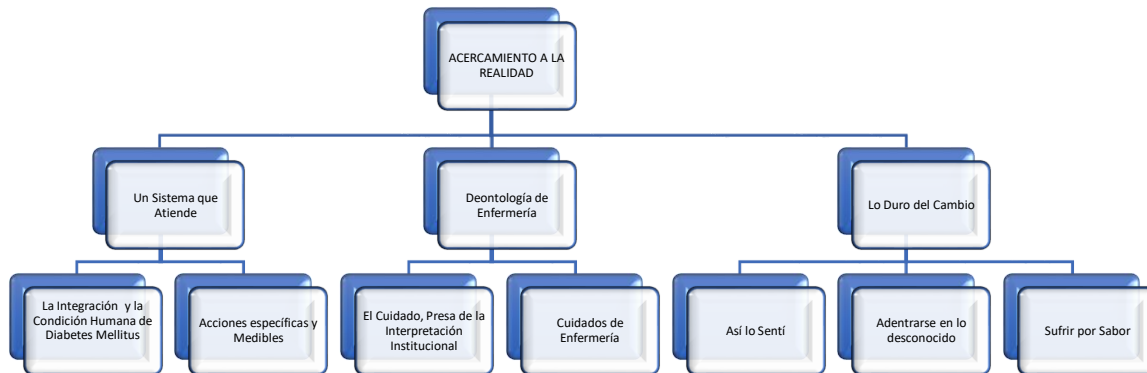 ACERCAMIENTO A LA
REALIDAD
Un Sistema que
Atiende
Deontología de
Enfermería
Lo Duro del Cambio
La Integración y la
Condición Humana de
Diabetes Mellitus
Acciones específicas y
Medibles
El Cuidado, Presa de la
Interpretación
Institucional
Cuidados de
Enfermería
Así lo Sentí
Adentrarse en lo
desconocido
Sufrir por Sabor